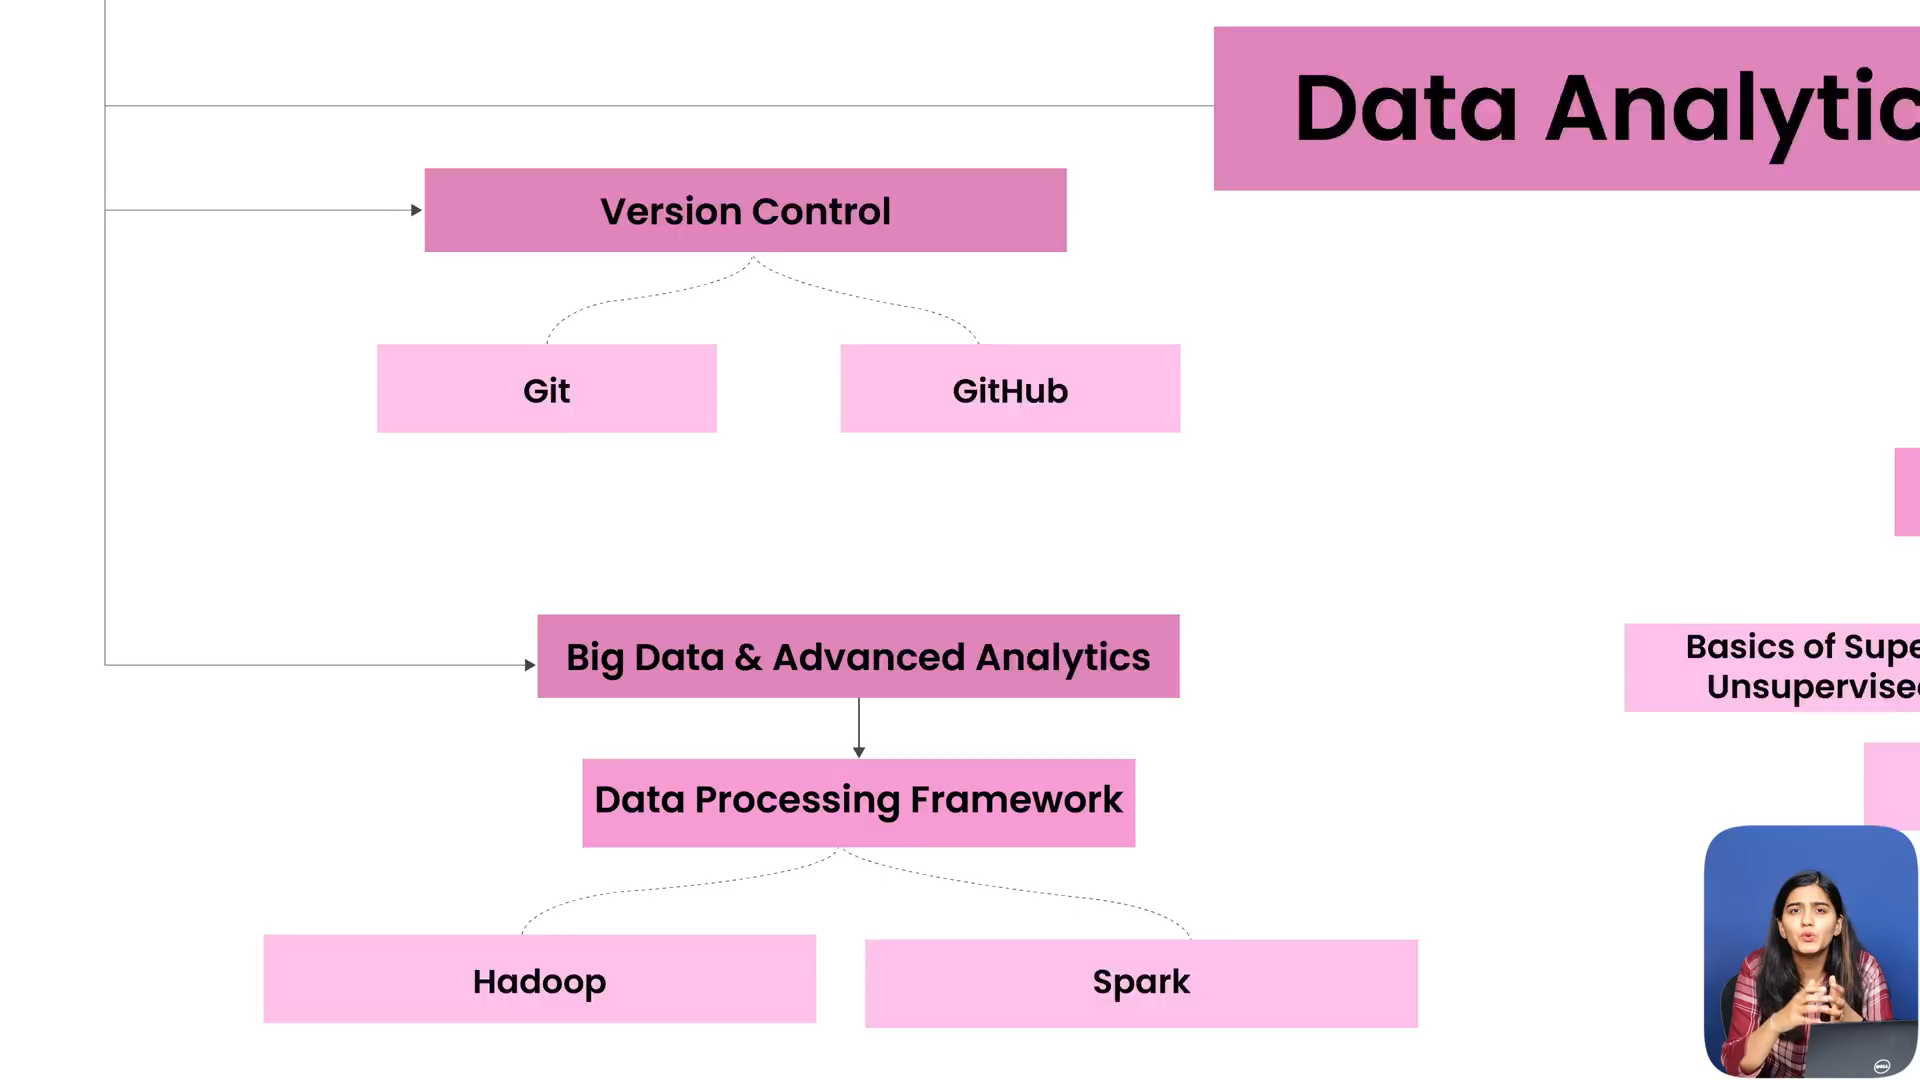 Data Analytic
Version Control
Git
GitHub
Big Data & Advanced Analytics
Basics of Supe
Unsupervise
Data Processing Framework
Hadoop
Spark
DELL